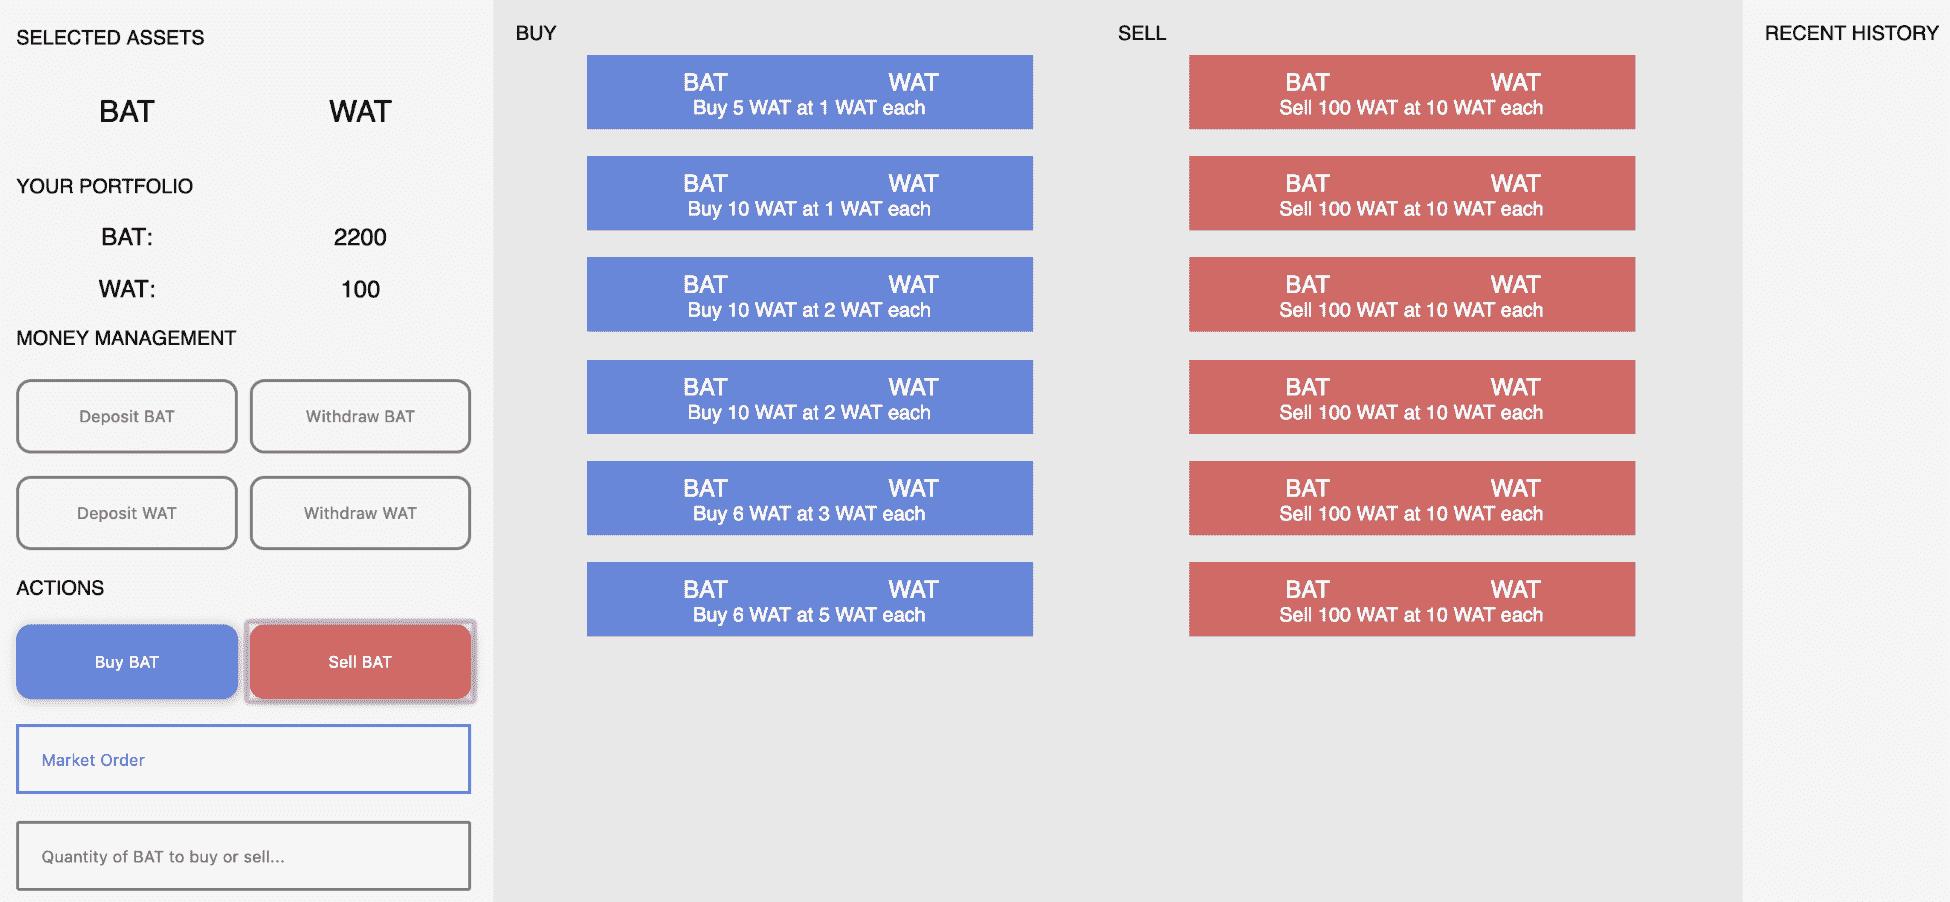 SELECTED ASSETS
BAT WAT
YOUR PORTFOLIO
BAT: 2200
WAT: 100
MONEY MANAGEMENT
Deposit BAT Withdraw BAT
Deposit WAT Withdraw WAT
ACTIONS
Buy BAT Sell BAT
Market Order
Quantity of BAT to buy or sell...
BUY
BAT WAT
Buy 5 WAT at 1 WAT each
BAT WAT
Buy 10 WAT at 1 WAT each
BAT WAT
Buy 10 WAT at 2 WAT each
BAT WAT
Buy 10 WAT at 2 WAT each
BAT WAT
Buy 6 WAT at 3 WAT each
BAT WAT
Buy 6 WAT at 5 WAT each
SELL
BAT WAT
Sell 100 WAT at 10 WAT each
BAT WAT
Sell 100 WAT at 10 WAT each
BAT WAT
Sell 100 WAT at 10 WAT each
BAT WAT
Sell 100 WAT at 10 WAT each
BAT WAT
Sell 100 WAT at 10 WAT each
BAT WAT
Sell 100 WAT at 10 WAT each
RECENT HISTORY